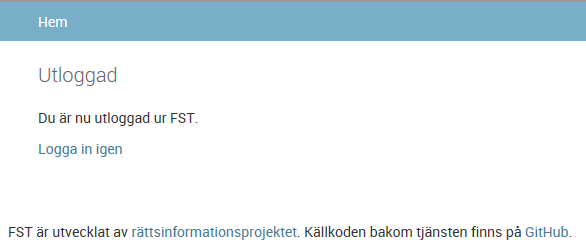 Hem
Utloggad
Du är nu utloggad ur FST.
Logga in igen
FST är utvecklat av rättsinformationsprojektet. Källkoden bakom tjänsten finns på GitHub.